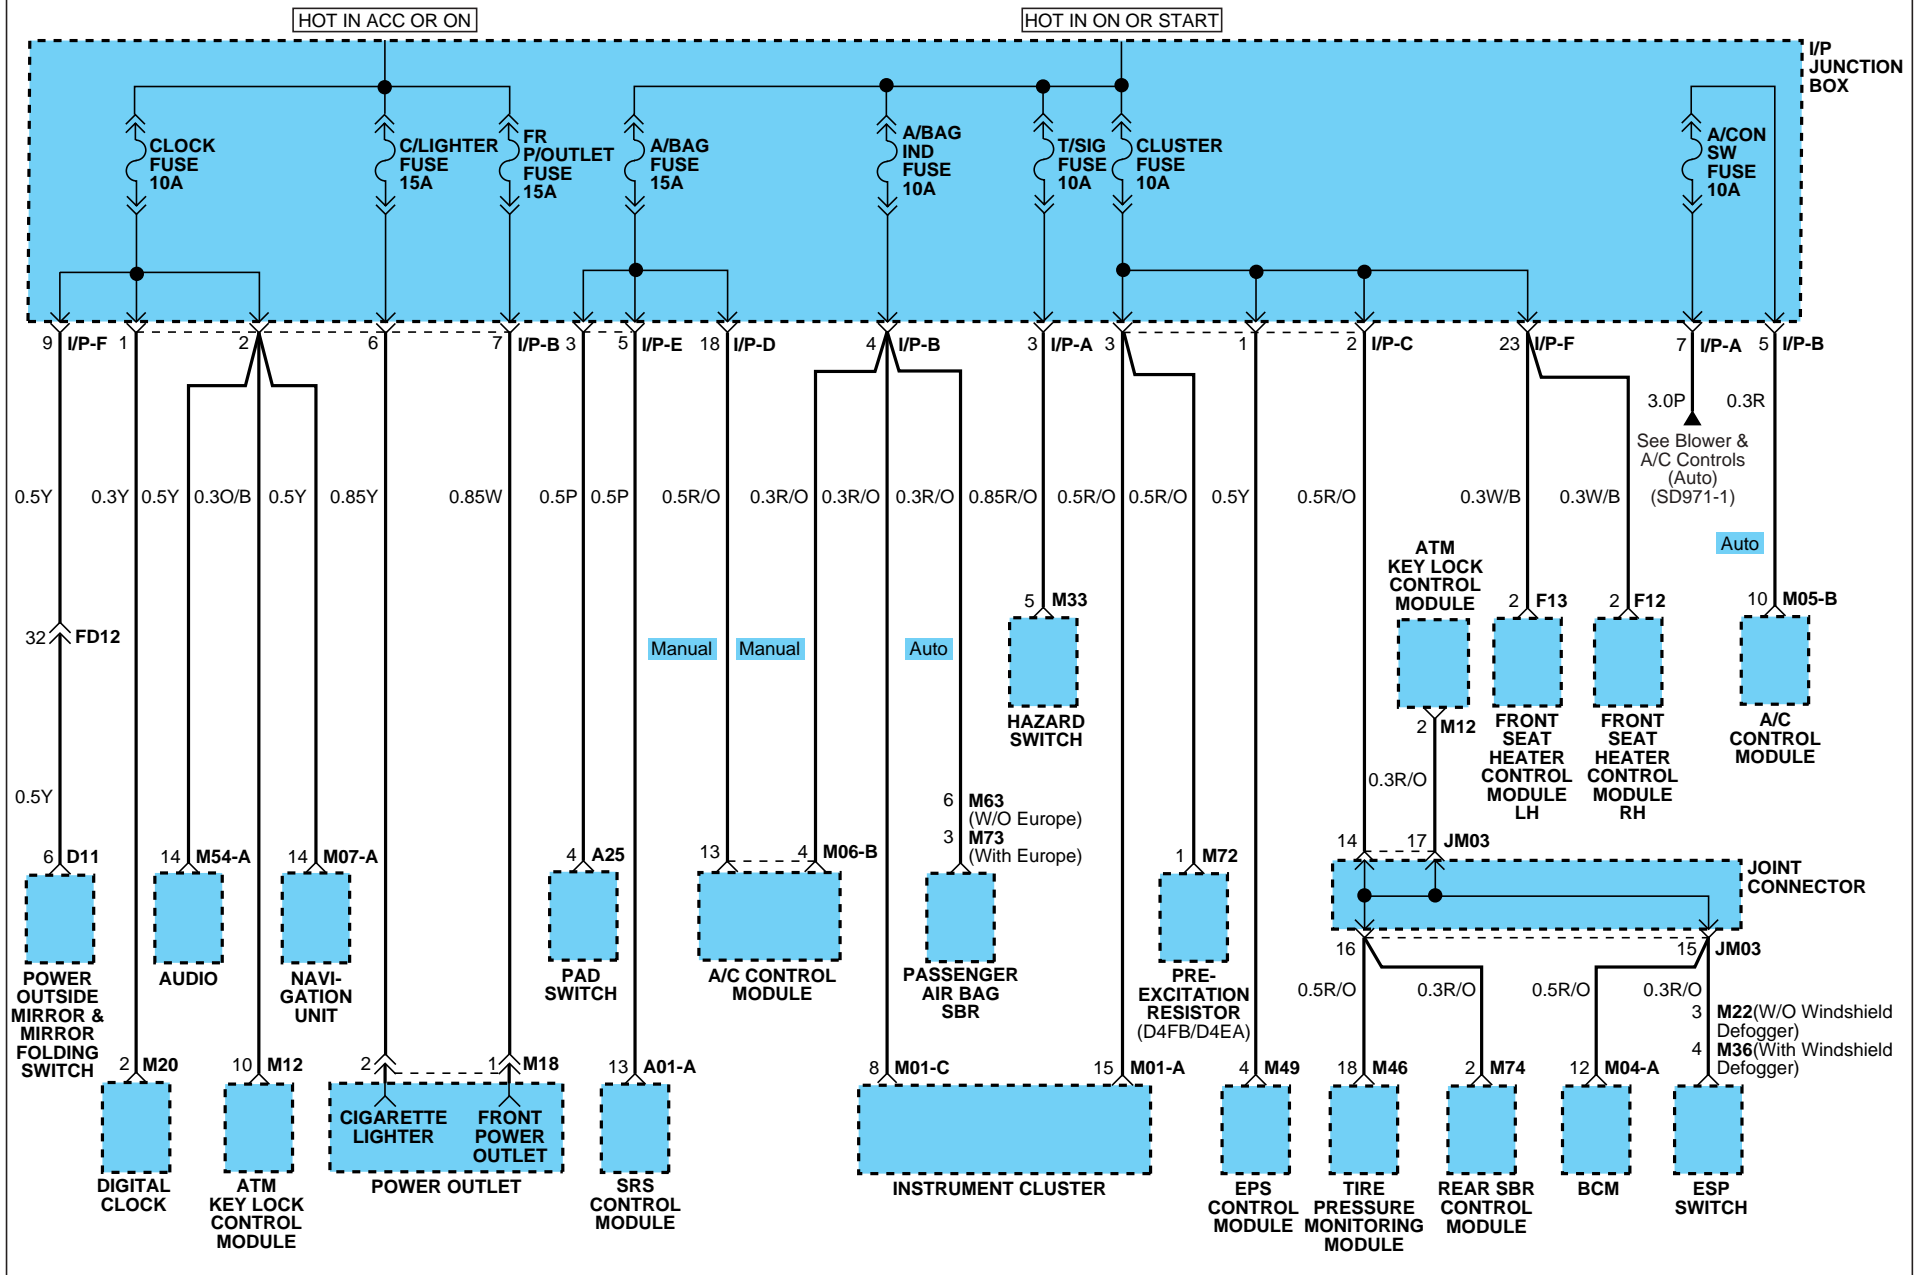 HOT IN ACC OR ON
HOT IN ON OR START
I/P
JUNCTION
BOX
CLOCK
FUSE
10A
C/LIGHTER
FUSE
15A
FR
P/OUTLET
FUSE
15A
A/BAG
FUSE
15A
A/BAG
IND
FUSE
10A
T/SIG
FUSE
10A
CLUSTER
FUSE
10A
A/CON
SW
FUSE
10A
9 I/P-F 1 2 6 7 I/P-B 3 5 I/P-E 18 I/P-D 4 I/P-B 3 I/P-A 3 1 2 I/P-C 23 I/P-F 7 I/P-A 5 I/P-B
3.0P 0.3R
See Blower &
A/C Controls
(Auto)
(SD971-1)
0.5Y 0.3Y 0.5Y 0.3O/B 0.5Y 0.85Y 0.85W 0.5P 0.5P 0.5R/O 0.3R/O 0.3R/O 0.3R/O 0.85R/O 0.5R/O 0.5R/O 0.5Y 0.5R/O 0.3W/B 0.3W/B
Auto
ATM
KEY LOCK
CONTROL
MODULE
5 M33
2 F13
2 F12
10 M05-B
32 FD12
Manual
Manual
Auto
HAZARD
SWITCH
2 M12
FRONT
SEAT
HEATER
CONTROL
MODULE
LH
FRONT
SEAT
HEATER
CONTROL
MODULE
RH
A/C
CONTROL
MODULE
0.5Y
0.3R/O
6 M63
(W/O Europe)
3 M73
(With Europe)
14 17 JM03
6 D11
14 M54-A
14 M07-A
4 A25
13 4 M06-B
1 M72
JOINT
CONNECTOR
16 15 JM03
POWER
OUTSIDE
MIRROR &
MIRROR
FOLDING
SWITCH
AUDIO
NAVI-
GATION
UNIT
PAD
SWITCH
A/C CONTROL
MODULE
PASSENGER
AIR BAG
SBR
PRE-
EXCITATION
RESISTOR
(D4FB/D4EA)
0.5R/O 0.3R/O 0.5R/O 0.3R/O
3 M22(W/O Windshield
Defogger)
4 M36(With Windshield
Defogger)
2 M20
10 M12
2 1 M18
13 A01-A
8 M01-C
15 M01-A
4 M49
18 M46
2 M74
12 M04-A
CIGARETTE
LIGHTER
FRONT
POWER
OUTLET
DIGITAL
CLOCK
ATM
KEY LOCK
CONTROL
MODULE
POWER OUTLET
SRS
CONTROL
MODULE
INSTRUMENT CLUSTER
EPS
CONTROL
MODULE
TIRE
PRESSURE
MONITORING
MODULE
REAR SBR
CONTROL
MODULE
BCM
ESP
SWITCH